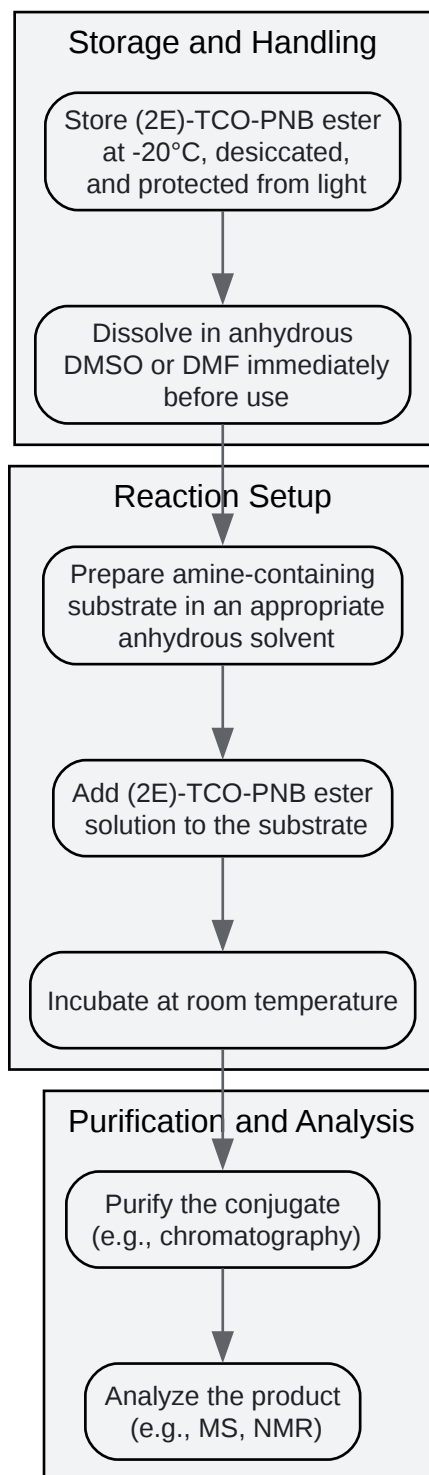 Storage and Handling
Store (2E)-TCO-PNB ester
at -20°C, desiccated,
and protected from light
Dissolve in anhydrous
DMSO or DMF immediately
before use
Reaction Setup
Prepare amine-containing
substrate in an appropriate
anhydrous solvent
Add (2E)-TCO-PNB ester
solution to the substrate
Incubate at room temperature
Purification and Analysis
Purify the conjugate
(e.g., chromatography)
Analyze the product
(e.g., MS, NMR)